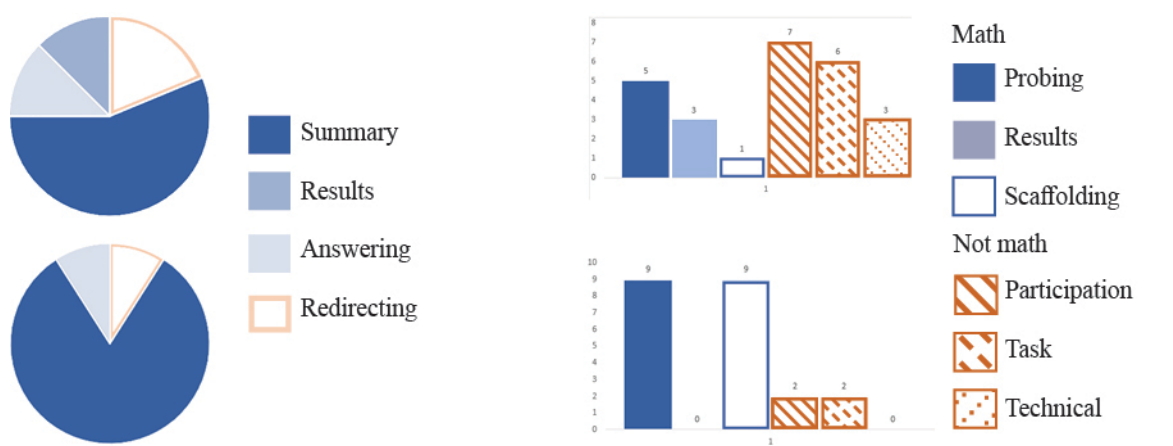 Summary
Results
Answering
Redirecting
8
7
6
5
4
3
2
1
0
5
3
1
7
6
3
1
10
9
8
7
6
5
4
3
2
1
0
9
0
9
2
2
0
1
Math
Probing
Results
Scaffolding
Not math
Participation
Task
Technical